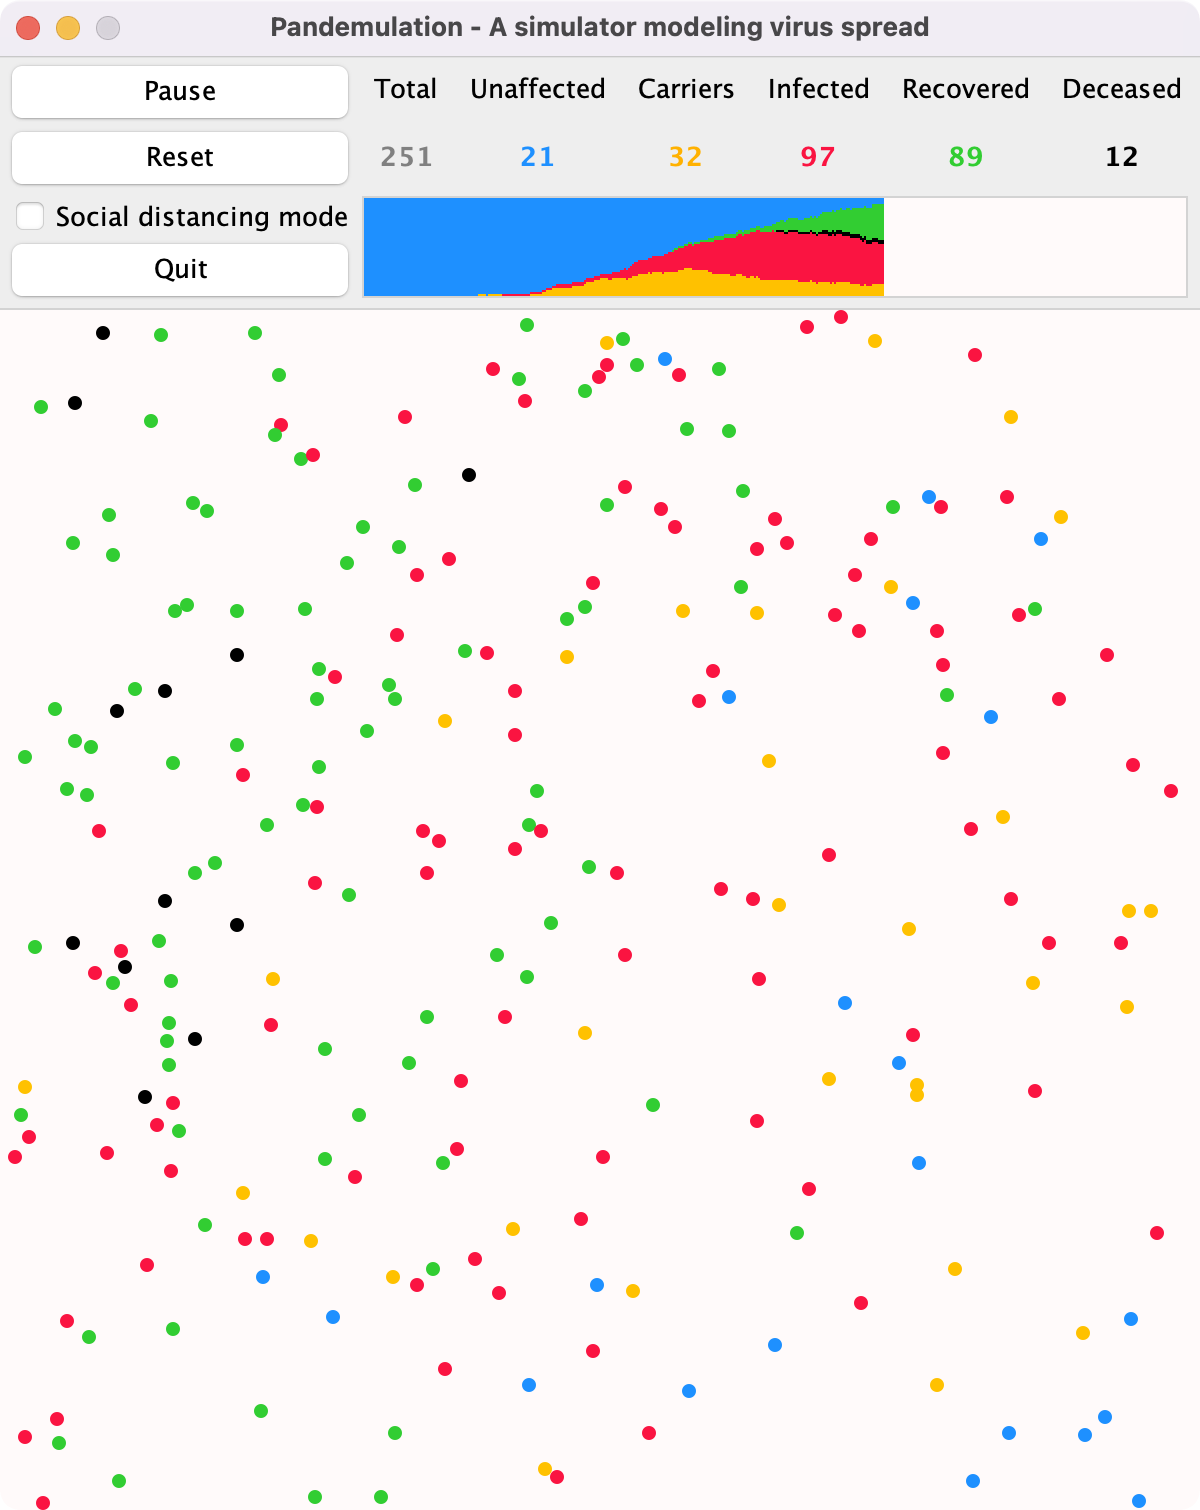 Pandemulation - A simulator modeling virus spread
Pause
Reset
Social distancing mode
Quit
Total Unaffected Carriers Infected Recovered Deceased
251 21 32 97 89 12